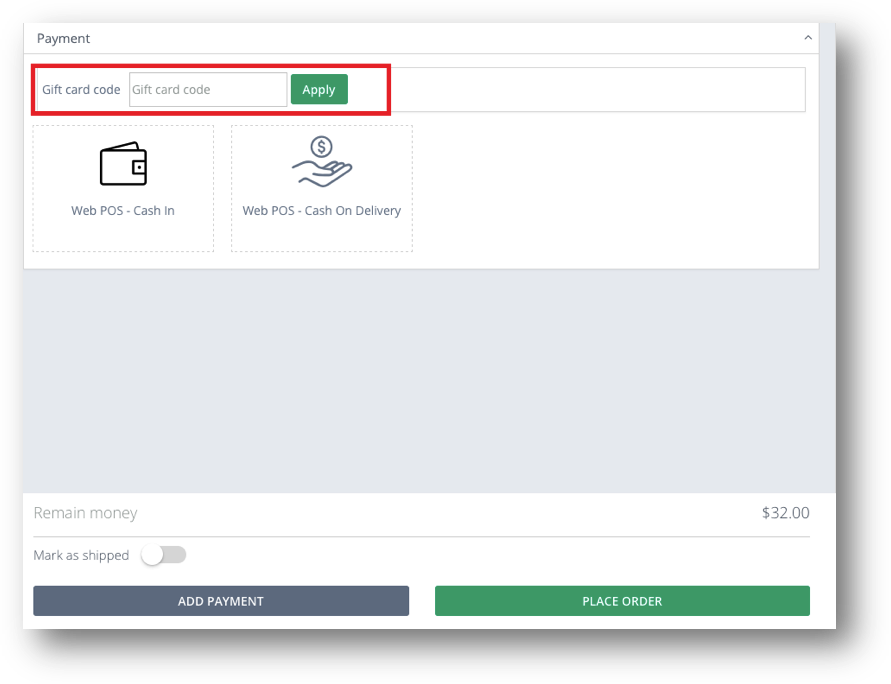 Payment
Gift card code Gift card code Apply
$
Web POS - Cash In Web POS - Cash On Delivery
Remain money $32.00
Mark as shipped
ADD PAYMENT PLACE ORDER